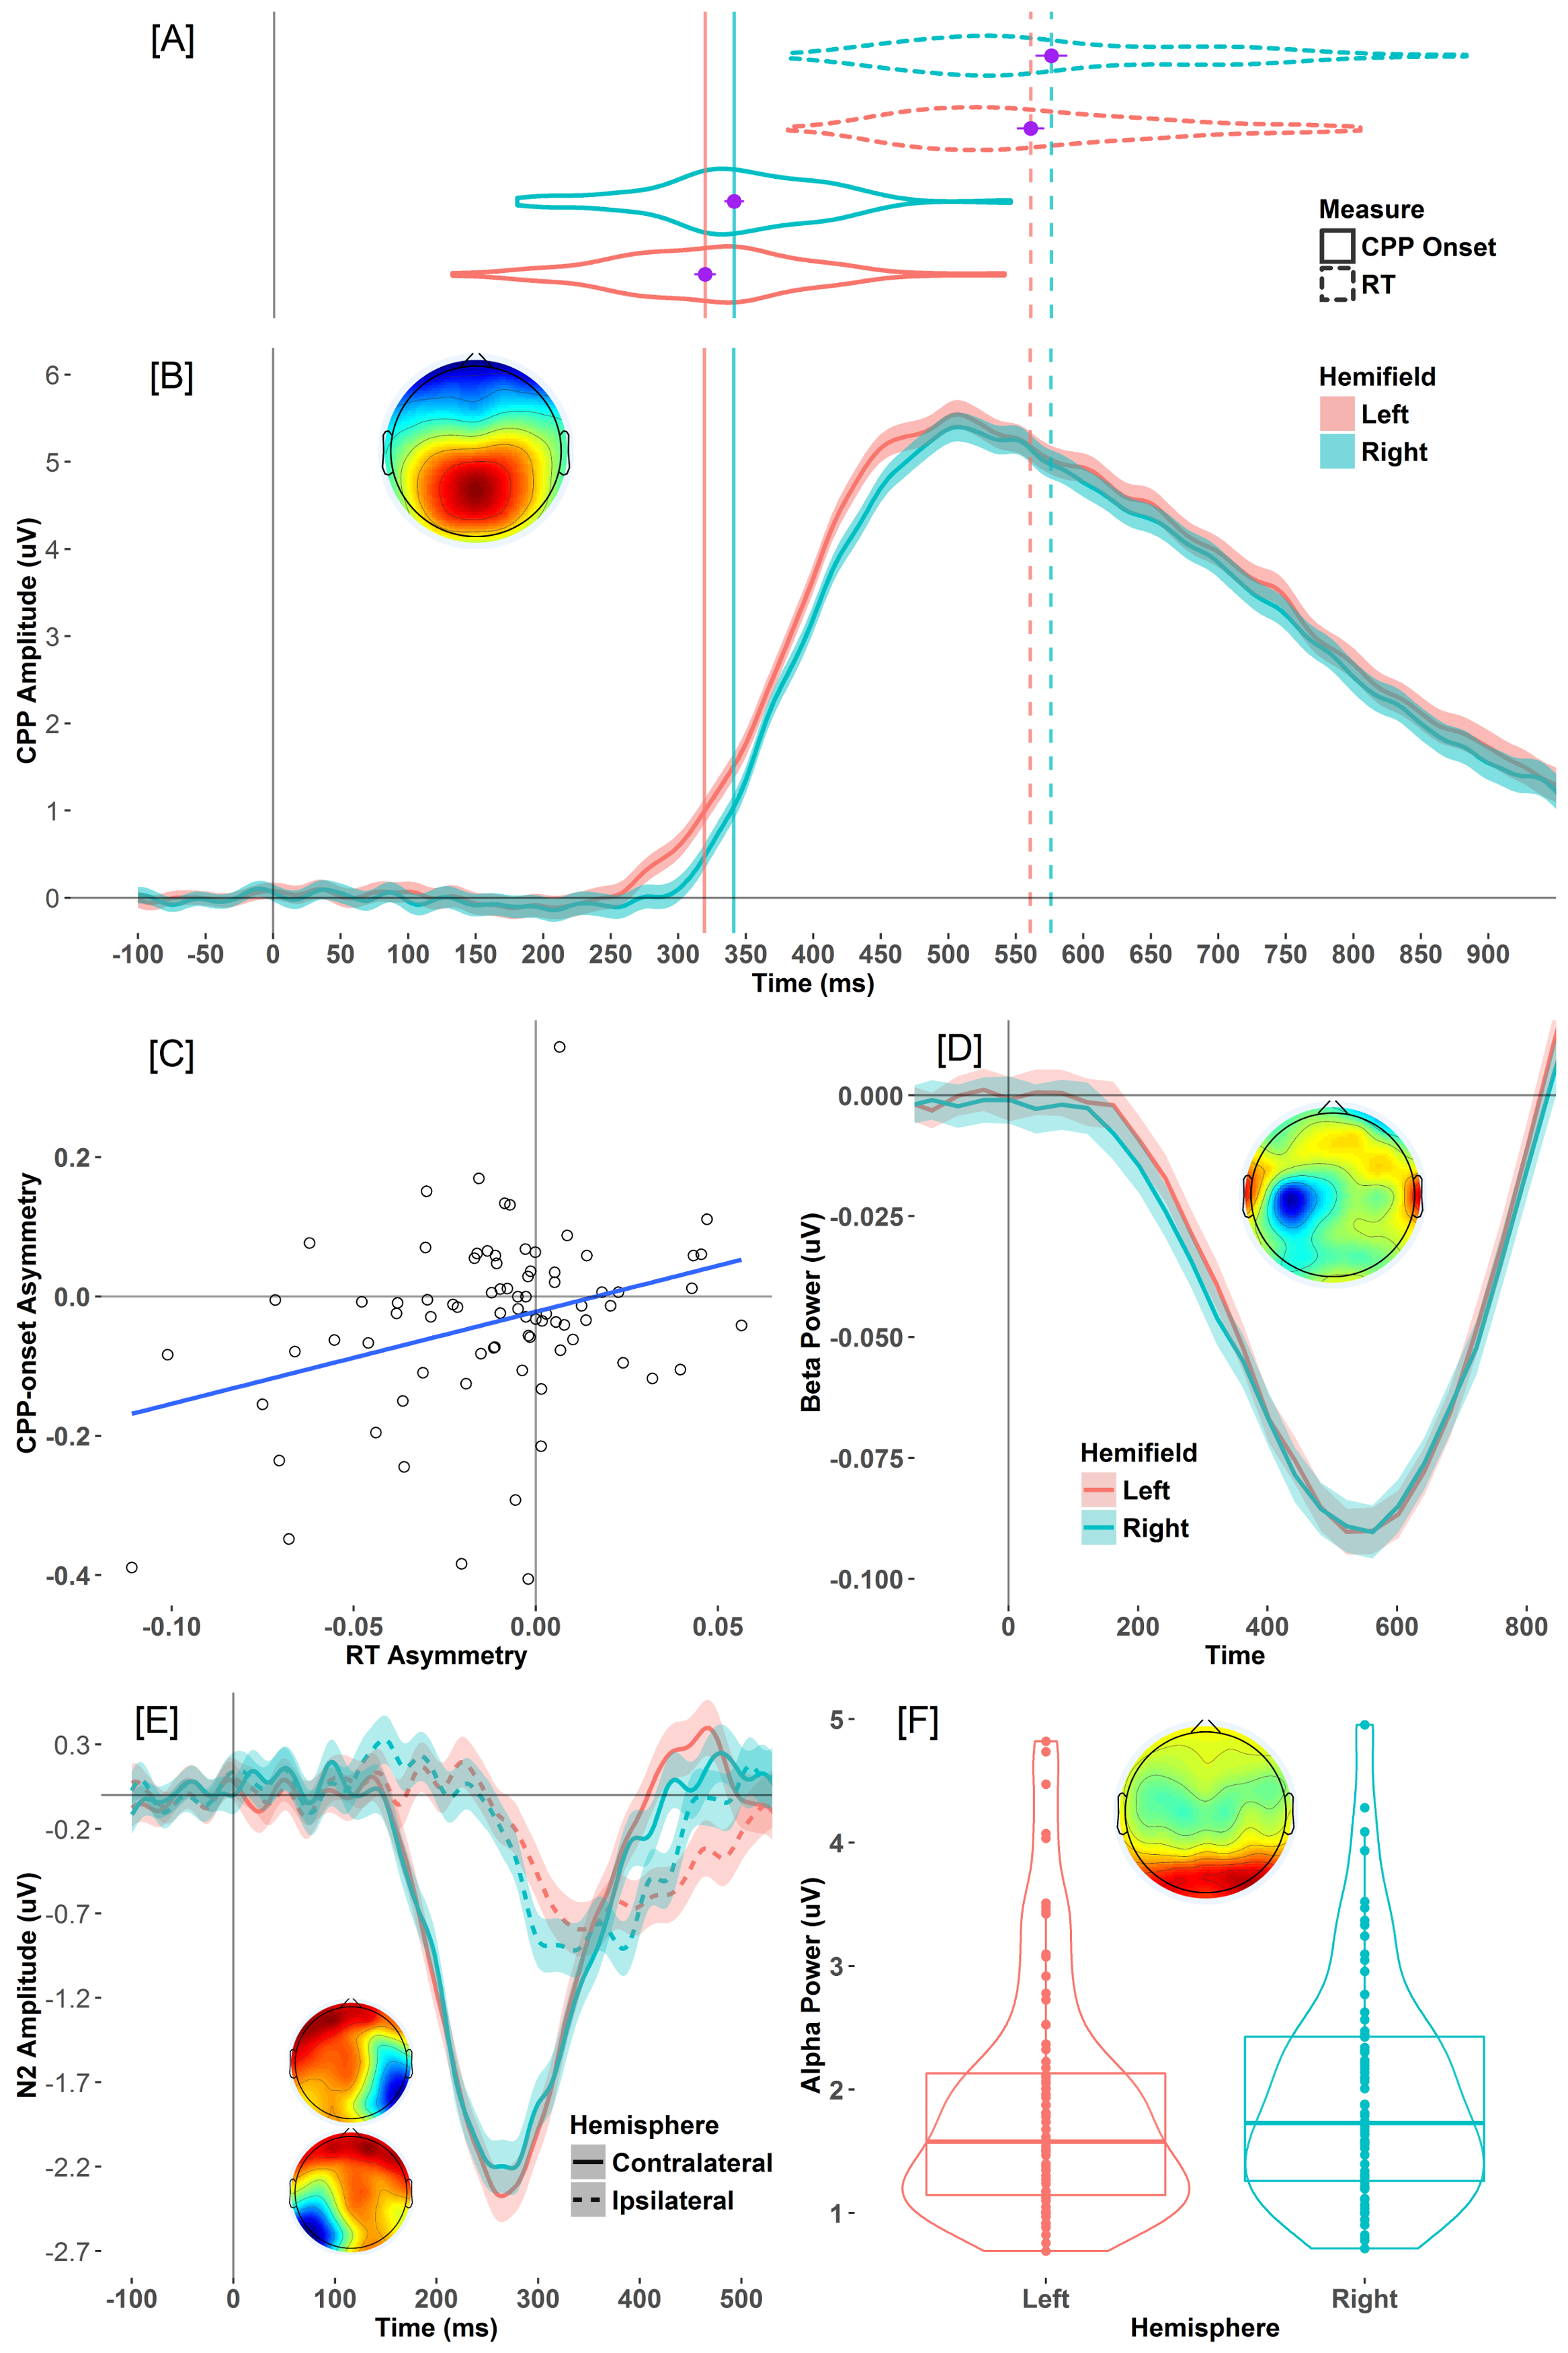 [A]
Measure
CPP Onset
RT
[B]
Hemifield
Left
Right
CPP Amplitude (uV)
6
5
4
3
2
1
0
-100 -50 0 50 100 150 200 250 300 350 400 450 500 550 600 650 700 750 800 850 900
Time (ms)
[C]
CPP-onset Asymmetry
0.2
0.0
-0.2
-0.4
-0.10 -0.05 0.00 0.05
RT Asymmetry
[D]
Beta Power (uV)
0.000
-0.025
-0.050
-0.075
-0.100
Hemifield
Left
Right
0 200 400 600 800
Time
[E]
N2 Amplitude (uV)
0.3
-0.2
-0.7
-1.2
-1.7
-2.2
-2.7
Hemisphere
Contralateral
Ipsilateral
-100 0 100 200 300 400 500
Time (ms)
[F]
Alpha Power (uV)
5
4
3
2
1
Left Right
Hemisphere